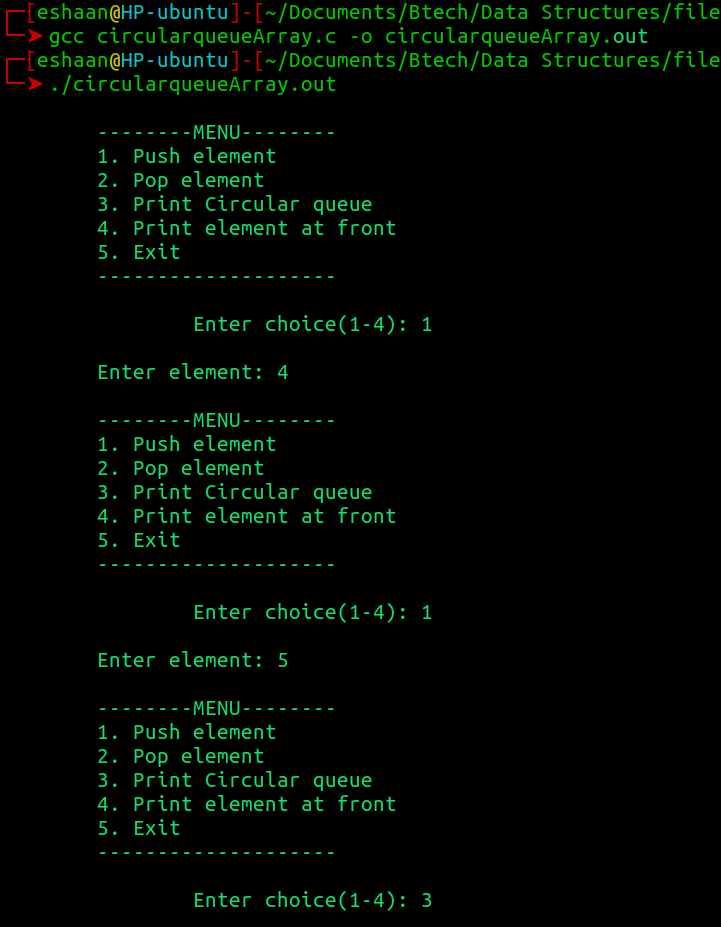 [eshaan@HP-ubuntu]-[~/Documents/Btech/Data Structures/file
gcc circularqueueArray.c -o circularqueueArray.out
[eshaan@HP-ubuntu]-[~/Documents/Btech/Data Structures/file
./circularqueueArray.out
--------MENU--------
1. Push element
2. Pop element
3. Print Circular queue
4. Print element at front
5. Exit
--------------------
Enter choice(1-4): 1
Enter element: 4
--------MENU--------
1. Push element
2. Pop element
3. Print Circular queue
4. Print element at front
5. Exit
--------------------
Enter choice(1-4): 1
Enter element: 5
--------MENU--------
1. Push element
2. Pop element
3. Print Circular queue
4. Print element at front
5. Exit
--------------------
Enter choice(1-4): 3